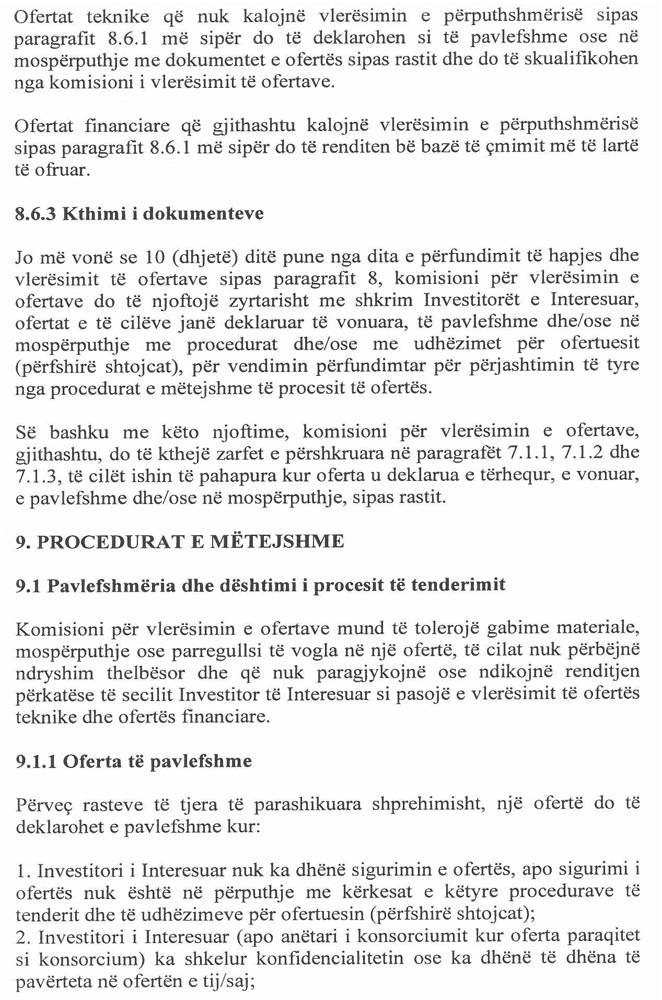 Ofertat teknike që nuk kalojnë vlerësimin e përputhshmërisë sipas
paragrafit 8.6.1 më sipër do të deklarohen si të pavlefshme ose në
mospërputhje me dokumentet e ofertës sipas rastit dhe do të skualifikohen
nga komisioni i vlerësimit të ofertave.
Ofertat financiare që gjithashtu kalojnë vlerësimin e përputhshmërisë
sipas paragrafit 8.6.1 më sipër do të renditen bë bazë të çmimit më të lartë
të ofruar.
8.6.3 Kthimi i dokumenteve
Jo më vonë se 10 (dhjetë) ditë pune nga dita e përfundimit të hapjes dhe
vlerësimit të ofertave sipas paragrafit 8, komisioni për vlerësimin e
ofertave do të njoftojë zyrtarisht me shkrim Investitorët e Interesuar,
ofertat e të cilëve janë deklaruar të vonuara, të pavlefshme dhe/ose në
mospërputhje me procedurat dhe/ose me udhëzimet për ofertuesit
(përfshirë shtojcat), për vendimin përfundimtar për përjashtimin të tyre
nga procedurat e mëtejshme të procesit të ofertës.
Së bashku me këto njoftime, komisioni për vlerësimin e ofertave,
gjithashtu, do të kthejë zarfet e përshkruara në paragrafët 7.1.1, 7.1.2 dhe
7.1.3, të cilët ishin të pahapura kur oferta u deklarua e tërhequr, e vonuar,
e pavlefshme dhe/ose në mospërputhje, sipas rastit.
9. PROCEDURAT E MËTEJSHME
9.1 Pavlefshmëria dhe dështimi i procesit të tenderimit
Komisioni për vlerësimin e ofertave mund të tolerojë gabime materiale,
mospërputhje ose parregullsi të vogla në një ofertë, të cilat nuk përbëjnë
ndryshim thelbësor dhe që nuk paragjykojnë ose ndikojnë renditjen
përkatëse të secilit Investitor të Interesuar si pasojë e vlerësimit të ofertës
teknike dhe ofertës financiare.
9.1.1 Oferta të pavlefshme
Përveç rasteve të tjera të parashikuara shprehimisht, një ofertë do të
deklarohet e pavlefshme kur:
1. Investitori i Interesuar nuk ka dhënë sigurimin e ofertës, apo sigurimi i
ofertës nuk është në përputhje me kërkesat e këtyre procedurave të
tenderit dhe të udhëzimeve për ofertuesin (përfshirë shtojcat);
2. Investitori i Interesuar (apo anëtari i konsorciumit kur oferta paraqitet
si konsorcium) ka shkelur konfidencialitetin ose ka dhënë të dhëna të
pavërteta në ofertën e tij/saj;